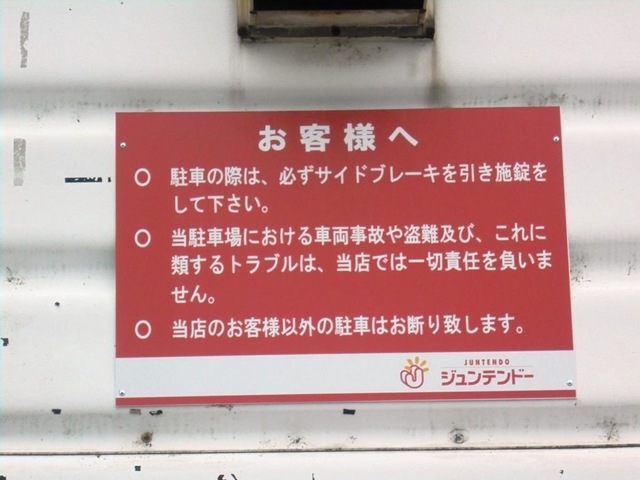 お客様へ
○ 駐車の際は、必ずサイドブレーキを引き施錠を
して下さい。
○ 当駐車場における車両事故や盗難及び、これに
類するトラブルは、当店では一切責任を負いま
せん。
○ 当店のお客様以外の駐車はお断り致します。
JUNTENDO
ジュンテンドー